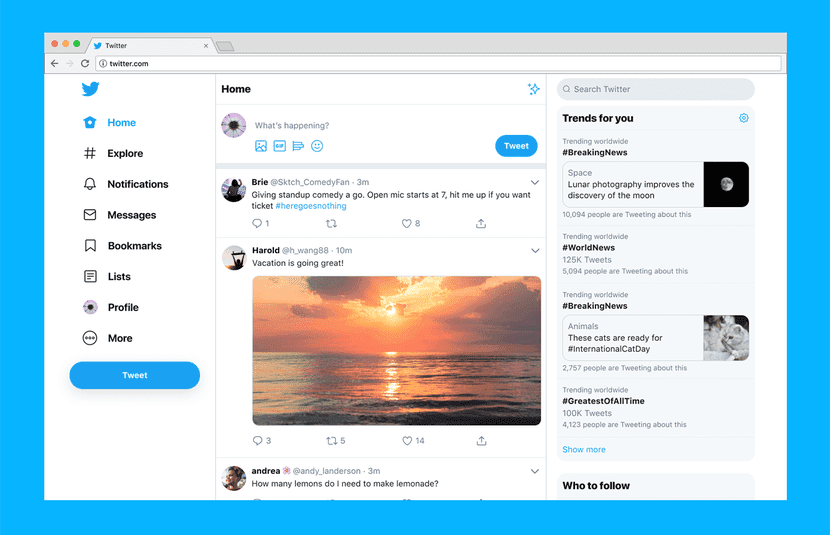 Twitter
twitter.com
Home
Explore
Notifications
Messages
Bookmarks
Lists
Profile
More
Tweet
Home
What's happening?
GIF
Tweet
Brie @Sktch_ComedyFan · 3m
Giving standup comedy a go. Open mic starts at 7, hit me up if you want
ticket #heregoesnothing
1
8
Harold @h_wang88 · 10m
Vacation is going great!
3
5
14
andrea @andy_landerson · 3m
How many lemons do I need to make lemonade?
Search Twitter
Trends for you
Trending worldwide
#BreakingNews
Space
Lunar photography improves the
discovery of the moon
10,094 people are Tweeting about this
Trending worldwide
#WorldNews
125K Tweets
5,094 people are Tweeting about this
Trending worldwide
#BreakingNews
Animals
These cats are ready for
#InternationalCatDay
2,757 people are Tweeting about this
Trending worldwide
#GreatestOfAllTime
100K Tweets
4,123 people are Tweeting about this
Show more
Who to follow